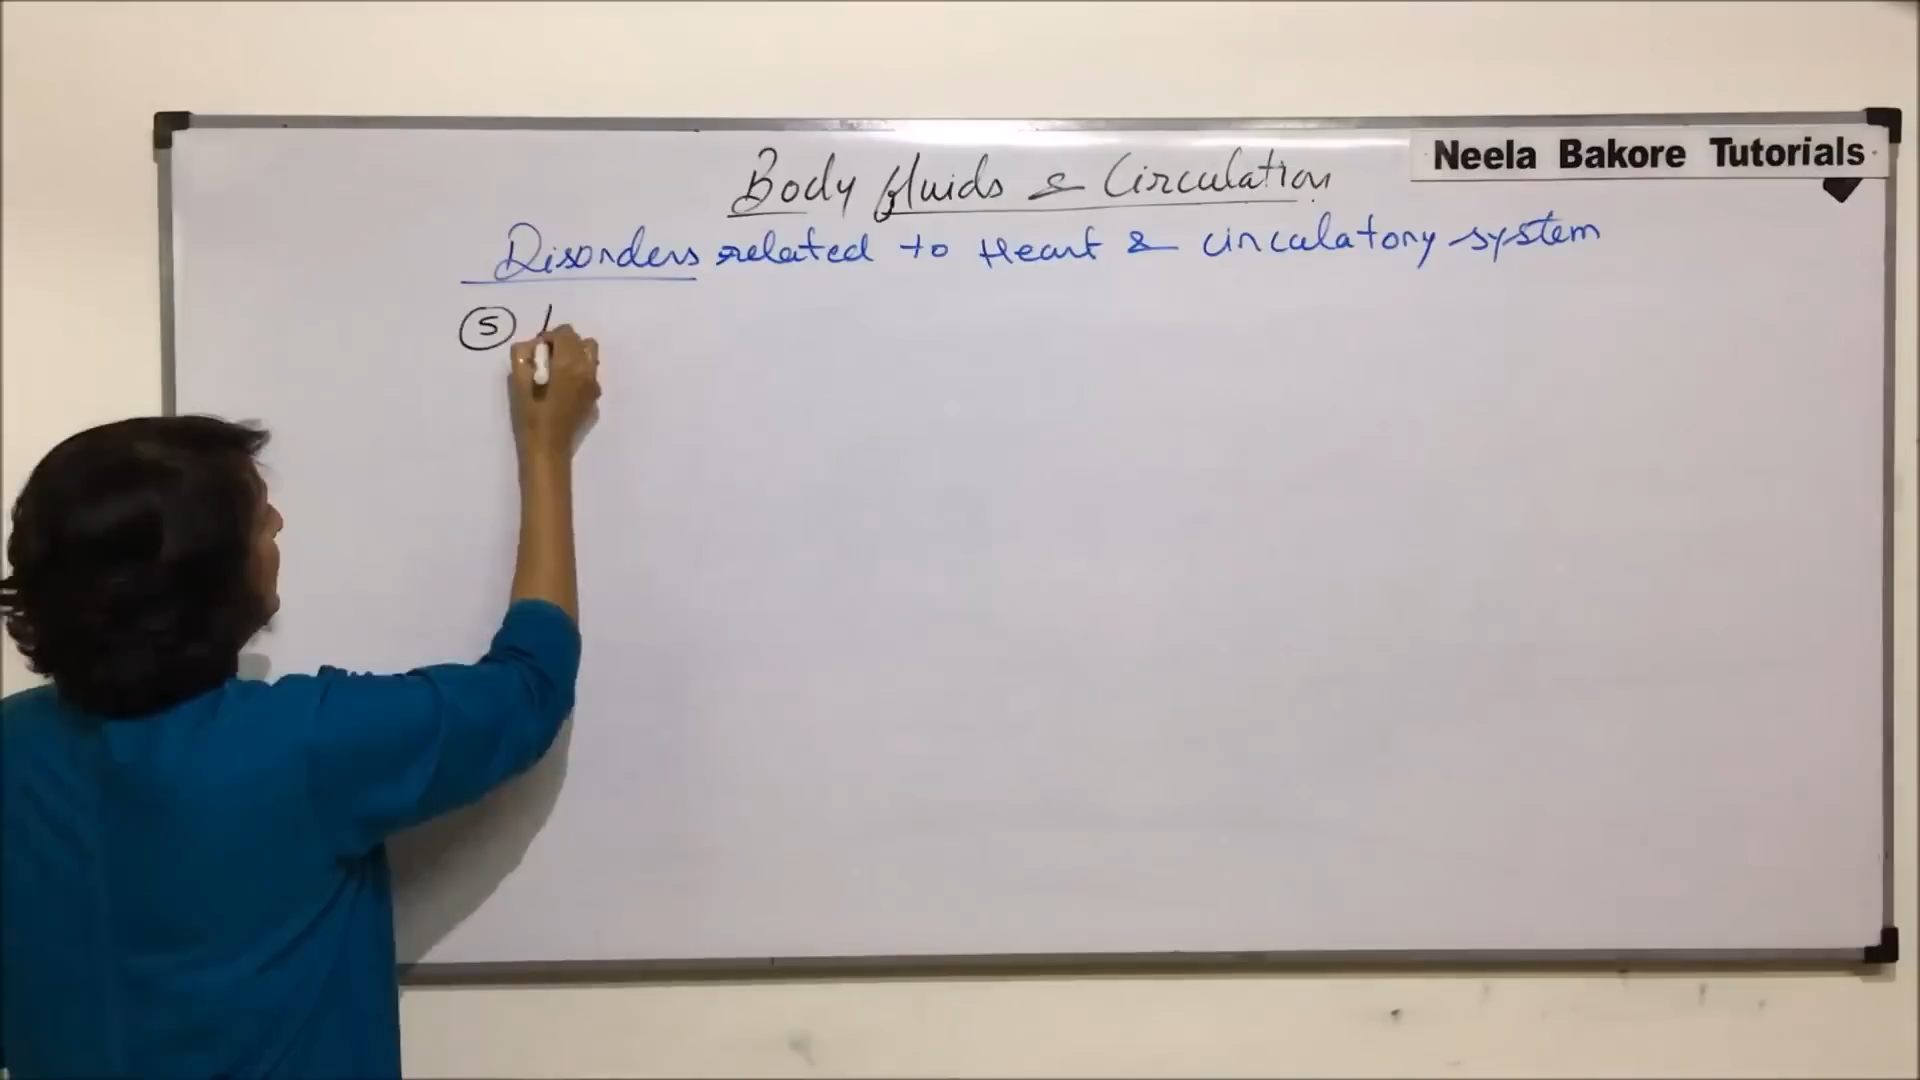 Neela Bakore Tutorials
Body fluids & Circulation
Disorders related to Heart & circulatory system
5